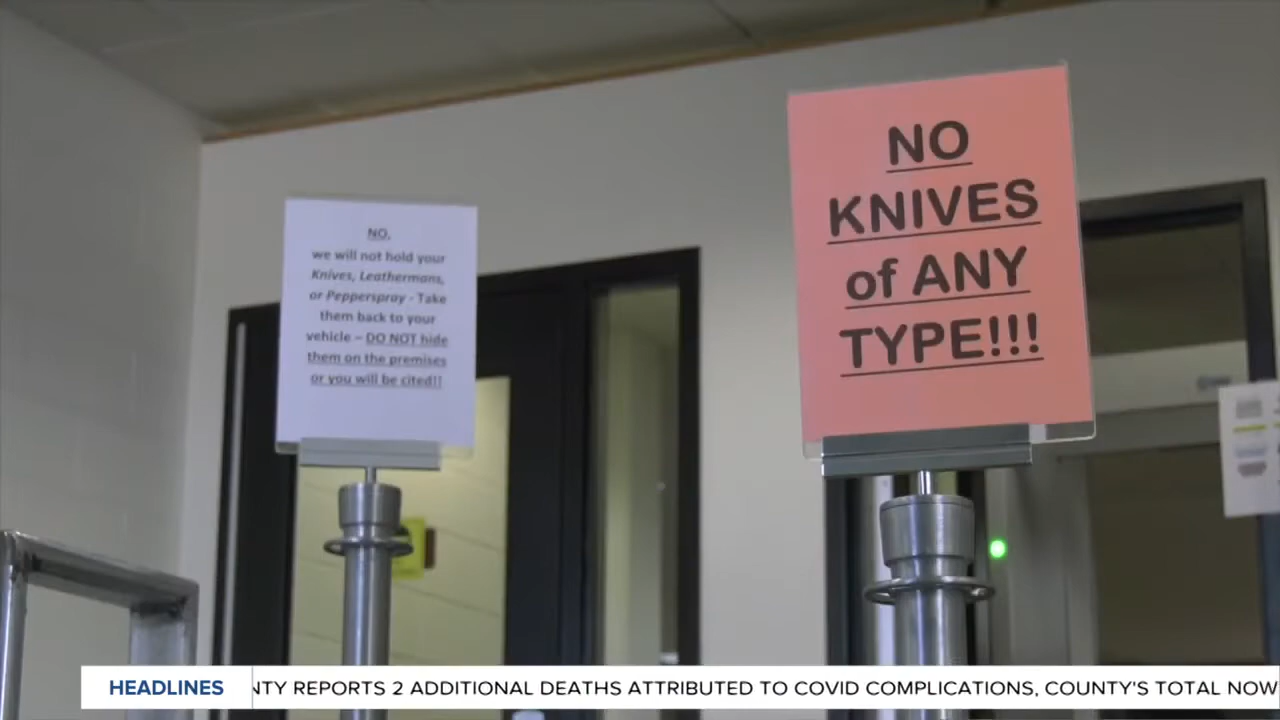 NO,
we will not hold your
Knives, Leathermans,
or Pepperspray - Take
them back to your
vehicle – DO NOT hide
them on the premises
or you will be cited!!
NO
KNIVES
of ANY
TYPE!!!
HEADLINES
NTY REPORTS 2 ADDITIONAL DEATHS ATTRIBUTED TO COVID COMPLICATIONS, COUNTY'S TOTAL NOW